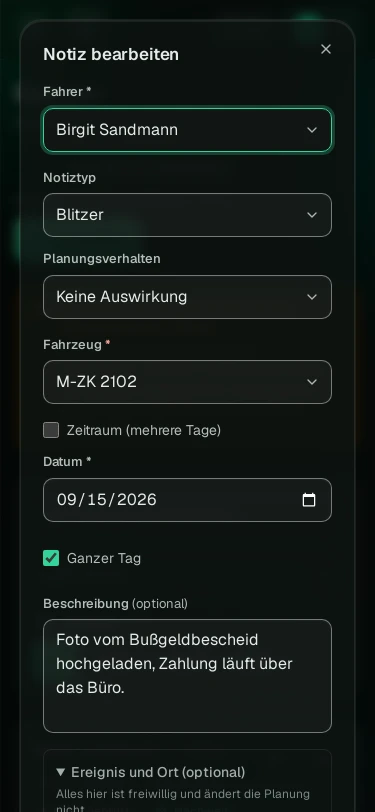 Notiz bearbeiten
Fahrer *
Birgit Sandmann
Notiztyp
Blitzer
Planungsverhalten
Keine Auswirkung
Fahrzeug *
M-ZK 2102
Zeitraum (mehrere Tage)
Datum *
09/15/2026
Ganzer Tag
Beschreibung (optional)
Foto vom Bußgeldbescheid
hochgeladen, Zahlung läuft über
das Büro.
▼ Ereignis und Ort (optional)
Alles hier ist freiwillig und ändert die Planung
nicht